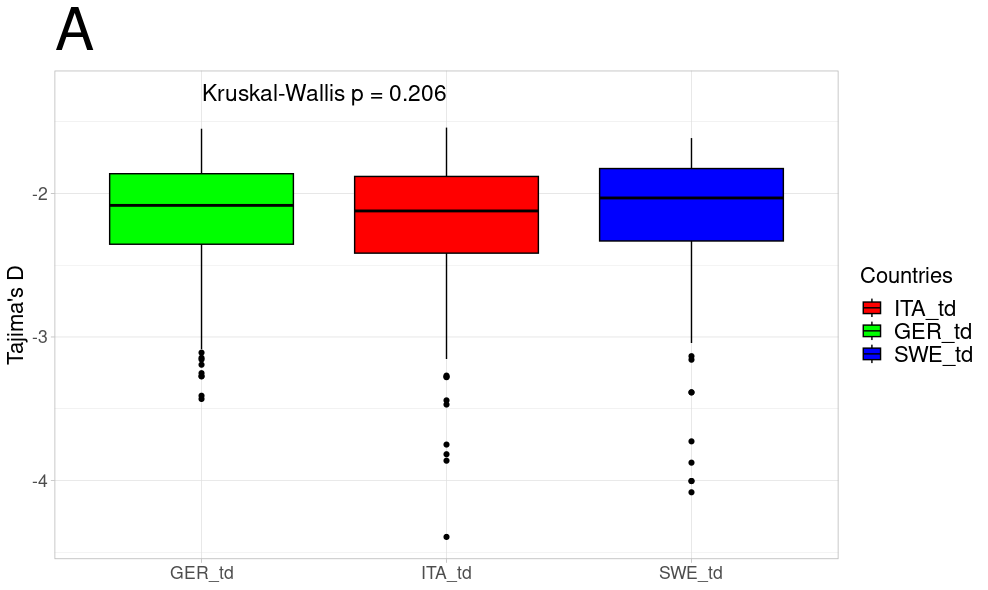 A
Kruskal-Wallis p = 0.206
Tajima's D
-2
-3
-4
GER_td
ITA_td
SWE_td
Countries
ITA_td
GER_td
SWE_td